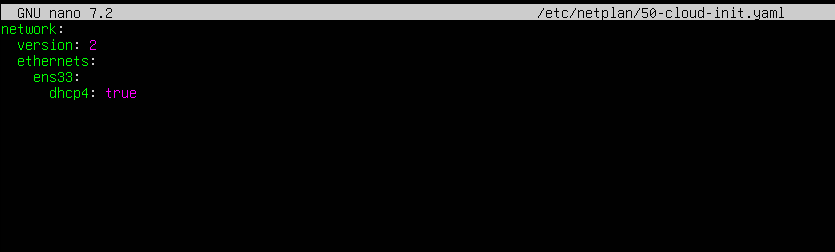 GNU nano 7.2 /etc/netplan/50-cloud-init.yaml
network:
  version: 2
  ethernets:
    ens33:
      dhcp4: true